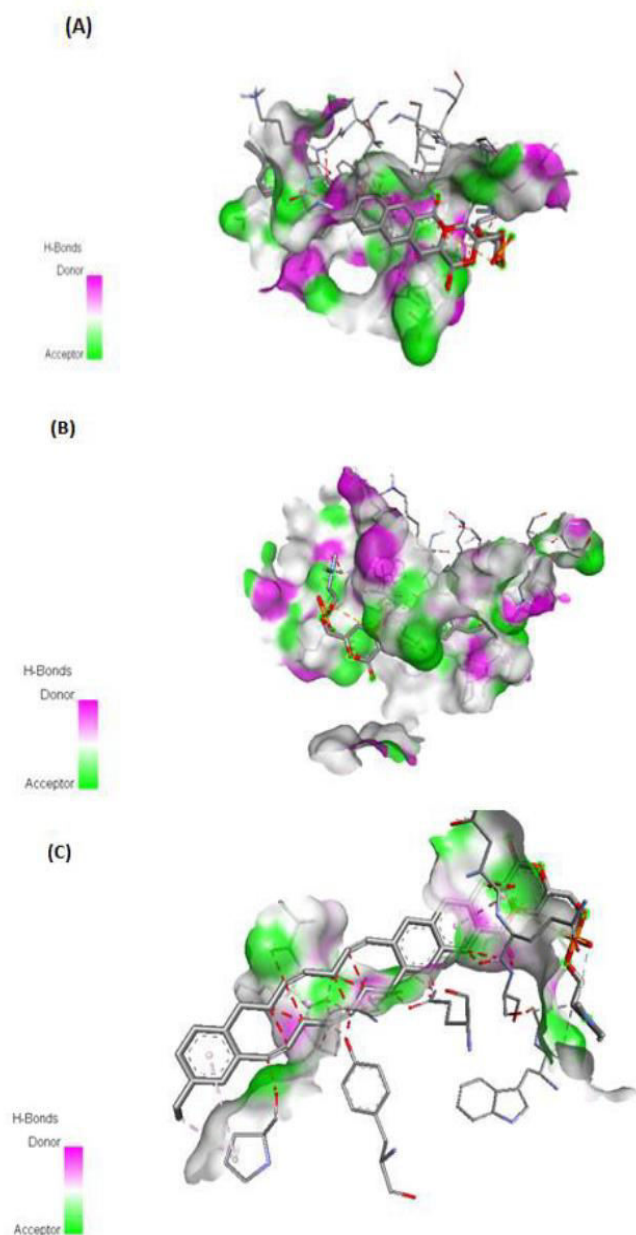 (A)
H-Bonds
Donor
Acceptor
(B)
H-Bonds
Donor
Acceptor
(C)
H-Bonds
Donor
Acceptor